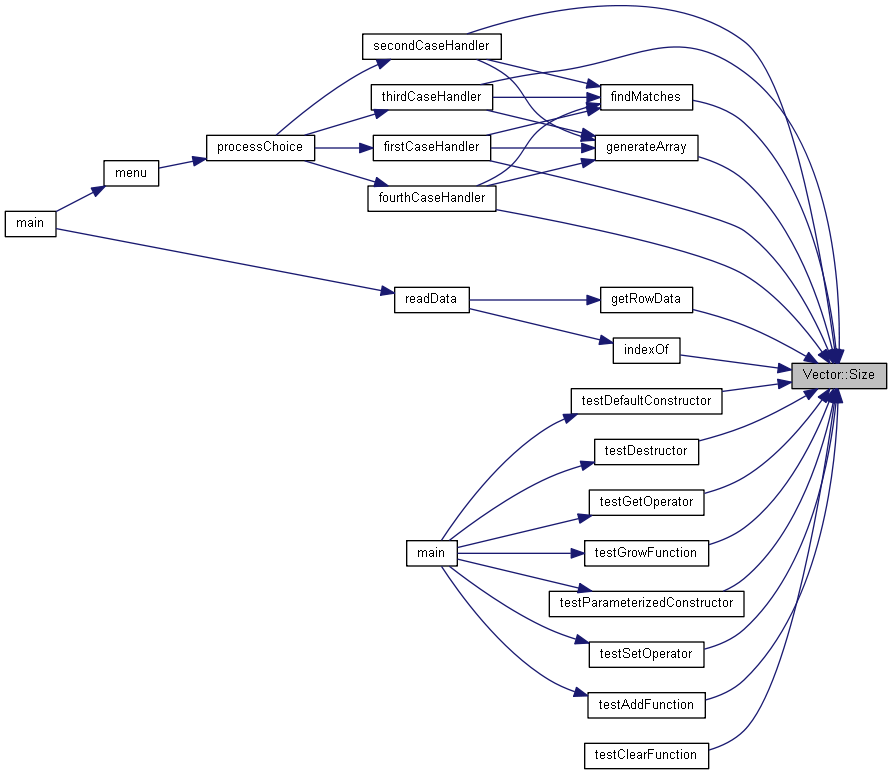 secondCaseHandler
thirdCaseHandler
findMatches
processChoice
firstCaseHandler
generateArray
menu
fourthCaseHandler
main
readData
getRowData
indexOf
Vector::Size
testDefaultConstructor
testDestructor
testGetOperator
main
testGrowFunction
testParameterizedConstructor
testSetOperator
testAddFunction
testClearFunction